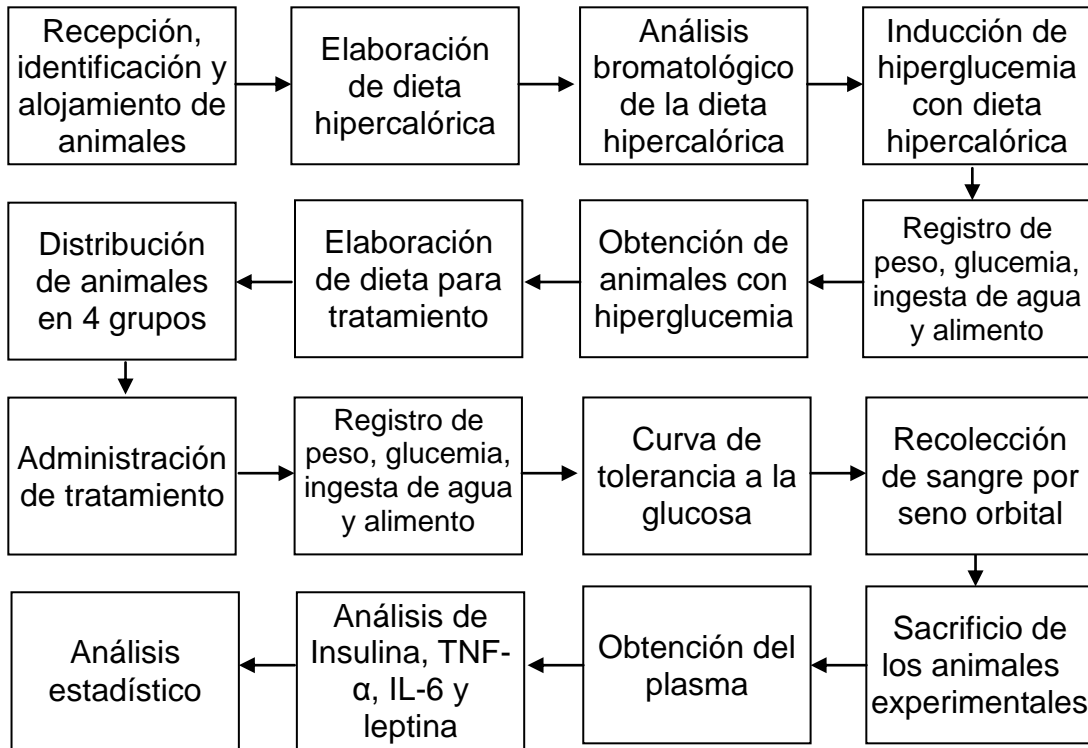 Recepción,
identificación y
alojamiento de
animales
Elaboración
de dieta
hipercalórica
Análisis
bromatológico
de la dieta
hipercalórica
Inducción de
hiperglucemia
con dieta
hipercalórica
Registro de
peso, glucemia,
ingesta de agua
y alimento
Obtención de
animales con
hiperglucemia
Elaboración
de dieta para
tratamiento
Distribución
de animales
en 4 grupos
Administración
de tratamiento
Registro de
peso, glucemia,
ingesta de agua
y alimento
Curva de
tolerancia a la
glucosa
Recolección
de sangre por
seno orbital
Sacrificio de
los animales
experimentales
Obtención del
plasma
Análisis de
Insulina, TNF-
α, IL-6 y
leptina
Análisis
estadístico